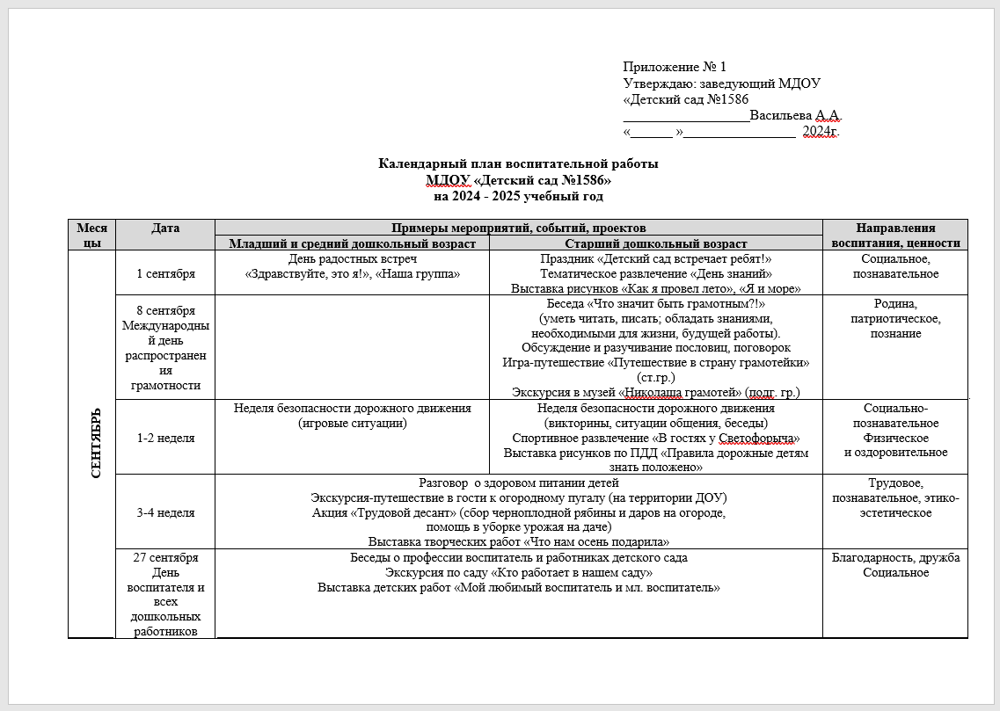 Приложение № 1
Утверждаю: заведующий МДОУ
«Детский сад №1586
___________________Васильева А.А.
«______ »_________________ 2024г.
Календарный план воспитательной работы
МДОУ «Детский сад №1586»
на 2024 - 2025 учебный год
Меся
цы
Дата
Примеры мероприятий, событий, проектов
Младший и средний дошкольный возраст
Старший дошкольный возраст
Направления
воспитания, ценности
СЕНТЯБРЬ
1 сентября
День радостных встреч
«Здравствуйте, это я!», «Наша группа»
Праздник «Детский сад встречает ребят!»
Тематическое развлечение «День знаний»
Выставка рисунков «Как я провел лето», «Я и море»
Социальное,
познавательное
8 сентября
Международны
й день
распространен
ия
грамотности
Беседа «Что значит быть грамотным?!»
(уметь читать, писать; обладать знаниями,
необходимыми для жизни, будущей работы).
Обсуждение и разучивание пословиц, поговорок
Игра-путешествие «Путешествие в страну грамотейки»
(ст.гр.)
Экскурсия в музей «Николаша грамотей» (подг. гр.)
Родина,
патриотическое,
познание
1-2 неделя
Неделя безопасности дорожного движения
(игровые ситуации)
Неделя безопасности дорожного движения
(викторины, ситуации общения, беседы)
Спортивное развлечение «В гостях у Светофорыча»
Выставка рисунков по ПДД «Правила дорожные детям
знать положено»
Социально-
познавательное
Физическое
и оздоровительное
3-4 неделя
Разговор о здоровом питании детей
Экскурсия-путешествие в гости к огородному пугалу (на территории ДОУ)
Акция «Трудовой десант» (сбор черноплодной рябины и даров на огороде,
помощь в уборке урожая на даче)
Выставка творческих работ «Что нам осень подарила»
Трудовое,
познавательное, этико-
эстетическое
27 сентября
День
воспитателя и
всех
дошкольных
работников
Беседы о профессии воспитатель и работниках детского сада
Экскурсия по саду «Кто работает в нашем саду»
Выставка детских работ «Мой любимый воспитатель и мл. воспитатель»
Благодарность, дружба
Социальное